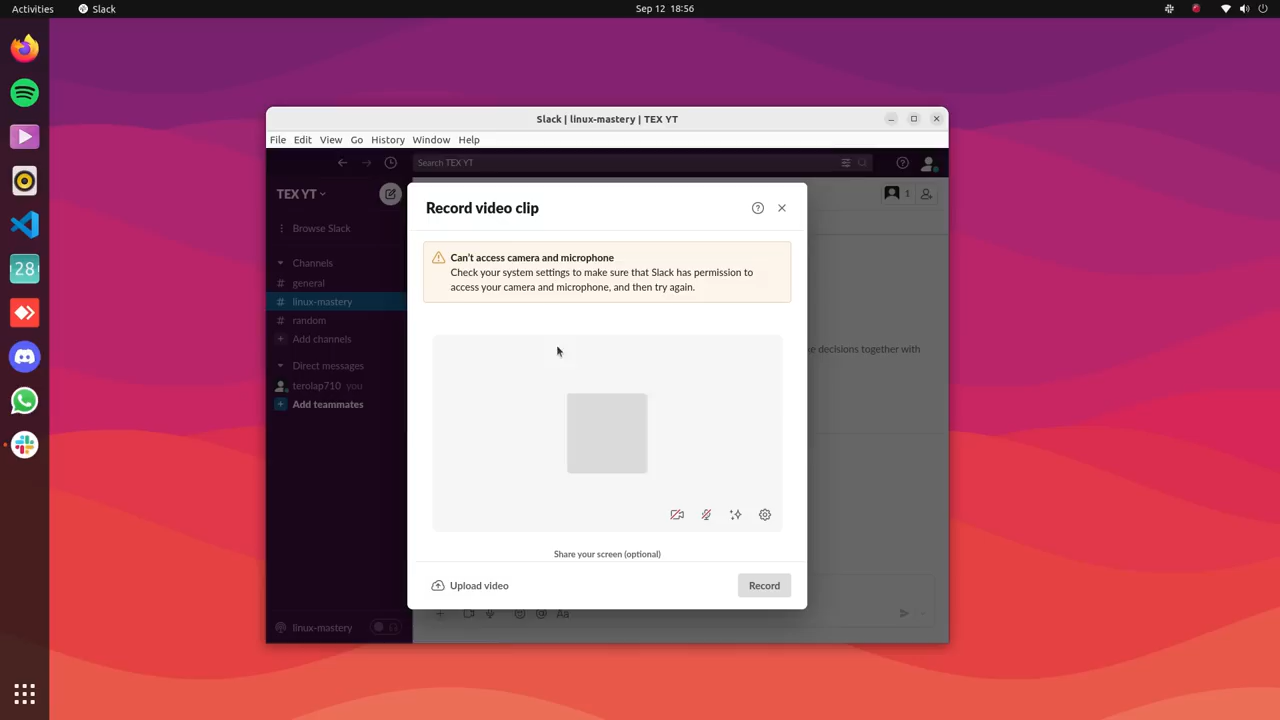 Activities
Slack
Sep 12 18:56
28
Slack | linux-mastery | TEX YT
File Edit View Go History Window Help
Search TEX YT
TEX YT
1
Browse Slack
Channels
# general
# linux-mastery
# random
+ Add channels
Direct messages
terolap710 you
+ Add teammates
linux-mastery
Record video clip
Can't access camera and microphone
Check your system settings to make sure that Slack has permission to
access your camera and microphone, and then try again.
e decisions together with
Share your screen (optional)
Upload video
Record
Aa